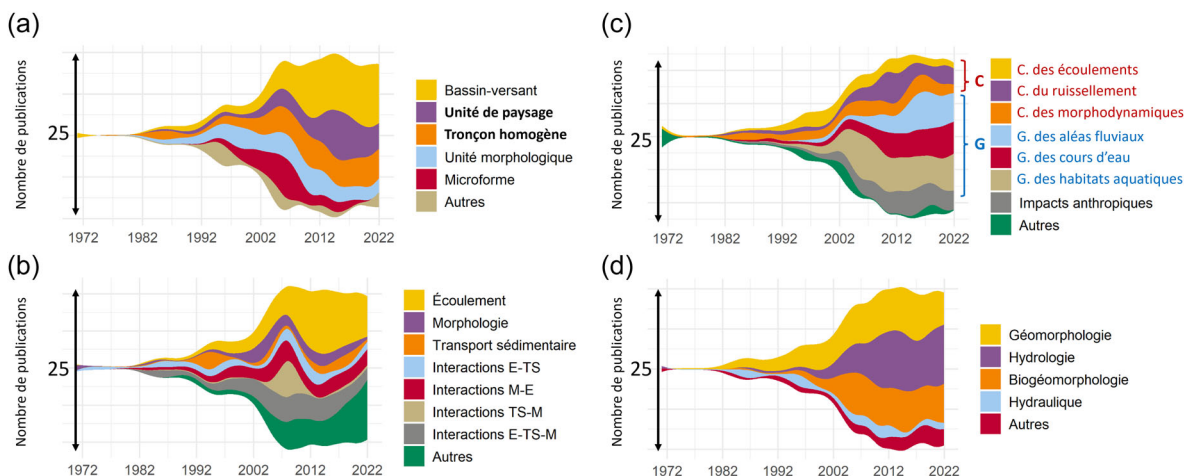 (a)
Nombre de publications
25
1972 1982 1992 2002 2012 2022
Bassin-versant
Unité de paysage
Tronçon homogène
Unité morphologique
Microforme
Autres
(c)
Nombre de publications
25
1972 1982 1992 2002 2012 2022
C
G
C. des écoulements
C. du ruissellement
C. des morphodynamiques
G. des aléas fluviaux
G. des cours d'eau
G. des habitats aquatiques
Impacts anthropiques
Autres
(b)
Nombre de publications
25
1972 1982 1992 2002 2012 2022
Écoulement
Morphologie
Transport sédimentaire
Interactions E-TS
Interactions M-E
Interactions TS-M
Interactions E-TS-M
Autres
(d)
Nombre de publications
25
1972 1982 1992 2002 2012 2022
Géomorphologie
Hydrologie
Biogéomorphologie
Hydraulique
Autres